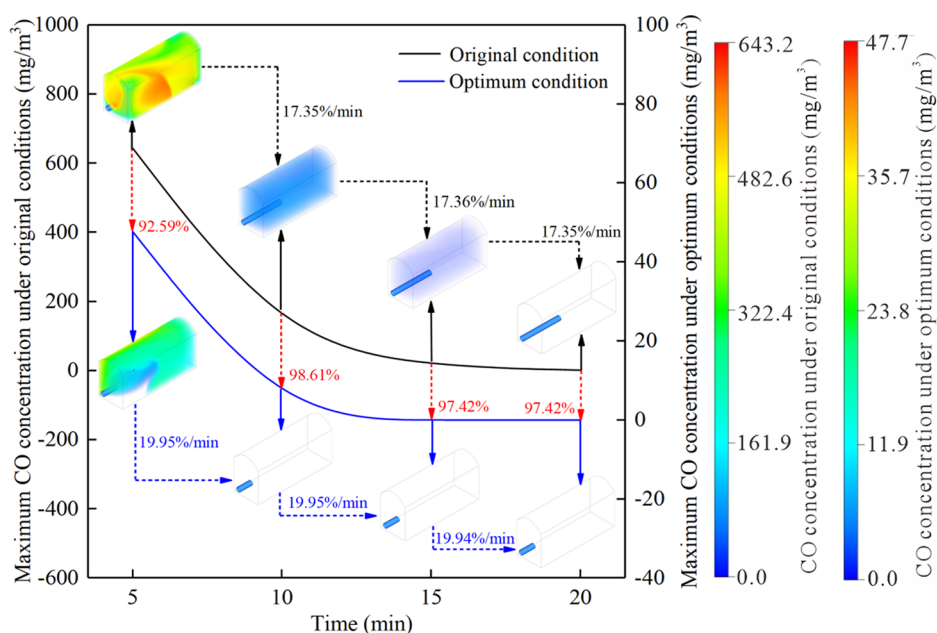 Maximum CO concentration under original conditions (mg/m³)
1000
800
600
400
200
0
-200
-400
-600
5
10
15
20
Time (min)
Original condition
Optimum condition
17.35%/min
17.36%/min
17.35%/min
92.59%
98.61%
97.42%
97.42%
19.95%/min
19.95%/min
19.94%/min
100
80
60
40
20
0
-20
-40
Maximum CO concentration under optimum conditions (mg/m³)
643.2
482.6
322.4
161.9
0.0
CO concentration under original conditions (mg/m³)
47.7
35.7
23.8
11.9
0.0
CO concentration under optimum conditions (mg/m³)